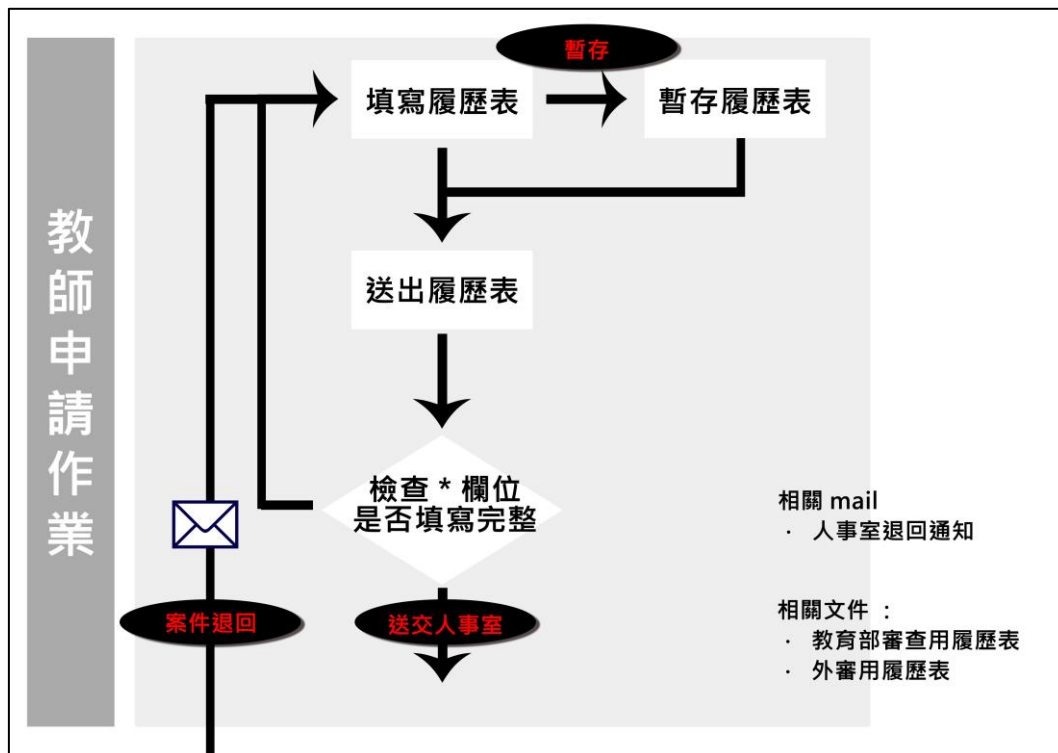 教師申請作業
暫存
填寫履歷表
暫存履歷表
送出履歷表
檢查 * 欄位
是否填寫完整
案件退回
送交人事室
相關 mail
· 人事室退回通知
相關文件 ：
· 教育部審查用履歷表
· 外審用履歷表